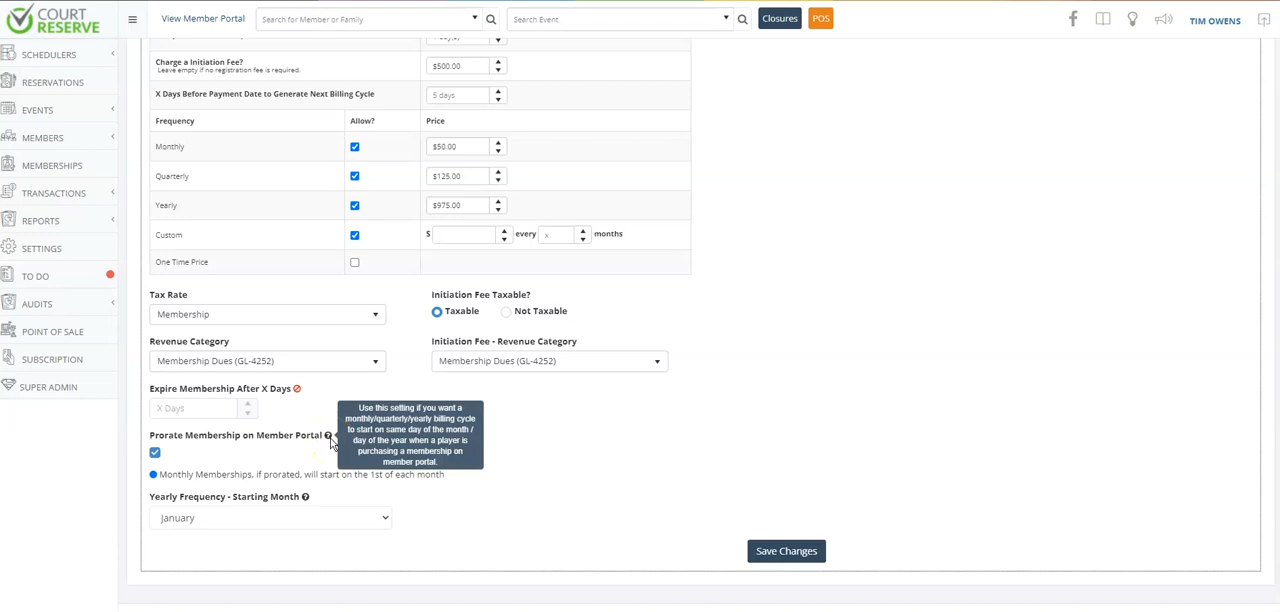 COURT
RESERVE
View Member Portal
Search for Member or Family
Search Event
Closures
POS
TIM OWENS
SCHEDULERS
RESERVATIONS
EVENTS
MEMBERS
MEMBERSHIPS
TRANSACTIONS
REPORTS
SETTINGS
TO DO
AUDITS
POINT OF SALE
SUBSCRIPTION
SUPER ADMIN
Charge a Initiation Fee?
Leave empty if no registration fee is required.
$500.00
X Days Before Payment Date to Generate Next Billing Cycle
5 days
Frequency Allow? Price
Monthly $50.00
Quarterly $125.00
Yearly $975.00
Custom $ every x months
One Time Price
Tax Rate
Membership
Initiation Fee Taxable?
Taxable Not Taxable
Revenue Category
Membership Dues (GL-4252)
Initiation Fee - Revenue Category
Membership Dues (GL-4252)
Expire Membership After X Days
X Days
Prorate Membership on Member Portal
Use this setting if you want a
monthly/quarterly/yearly billing cycle
to start on same day of the month /
day of the year when a player is
purchasing a membership on
member portal.
Monthly Memberships, if prorated, will start on the 1st of each month
Yearly Frequency - Starting Month
January
Save Changes